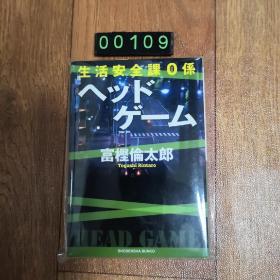 00109
生活安全課0係
ヘッド
ゲーム
富樫倫太郎
Togashi Rintaro
HEAD GAME
SHODENSHA BUNKO